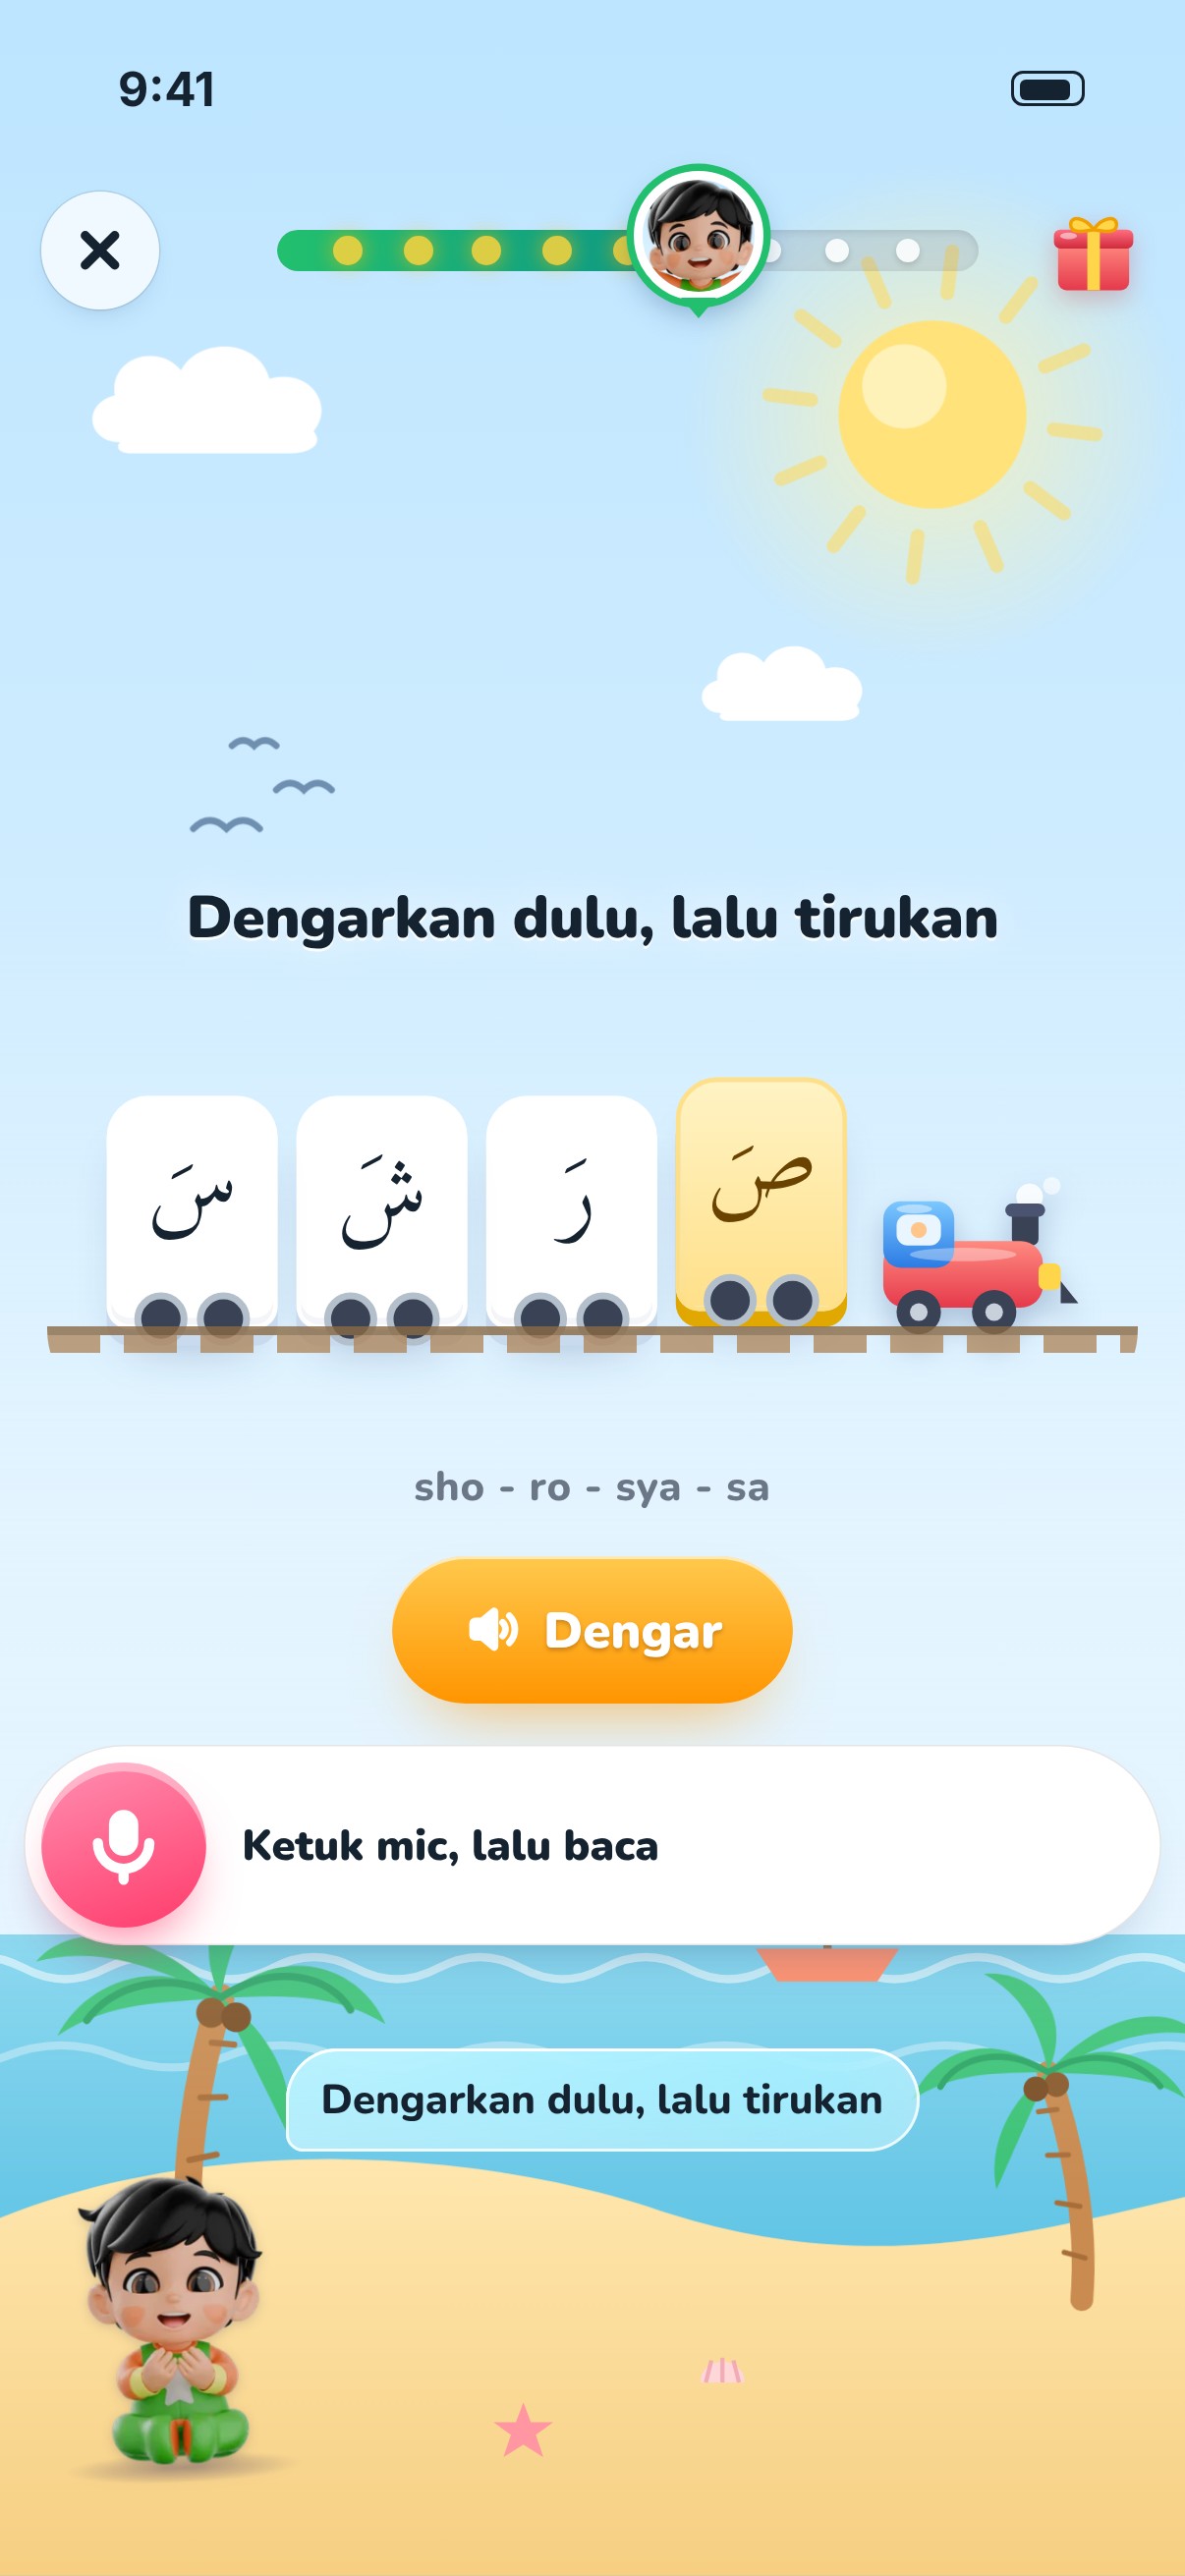 9:41
Dengarkan dulu, lalu tirukan
صَ رَ شَ سَ
sho - ro - sya - sa
Dengar
Ketuk mic, lalu baca
Dengarkan dulu, lalu tirukan